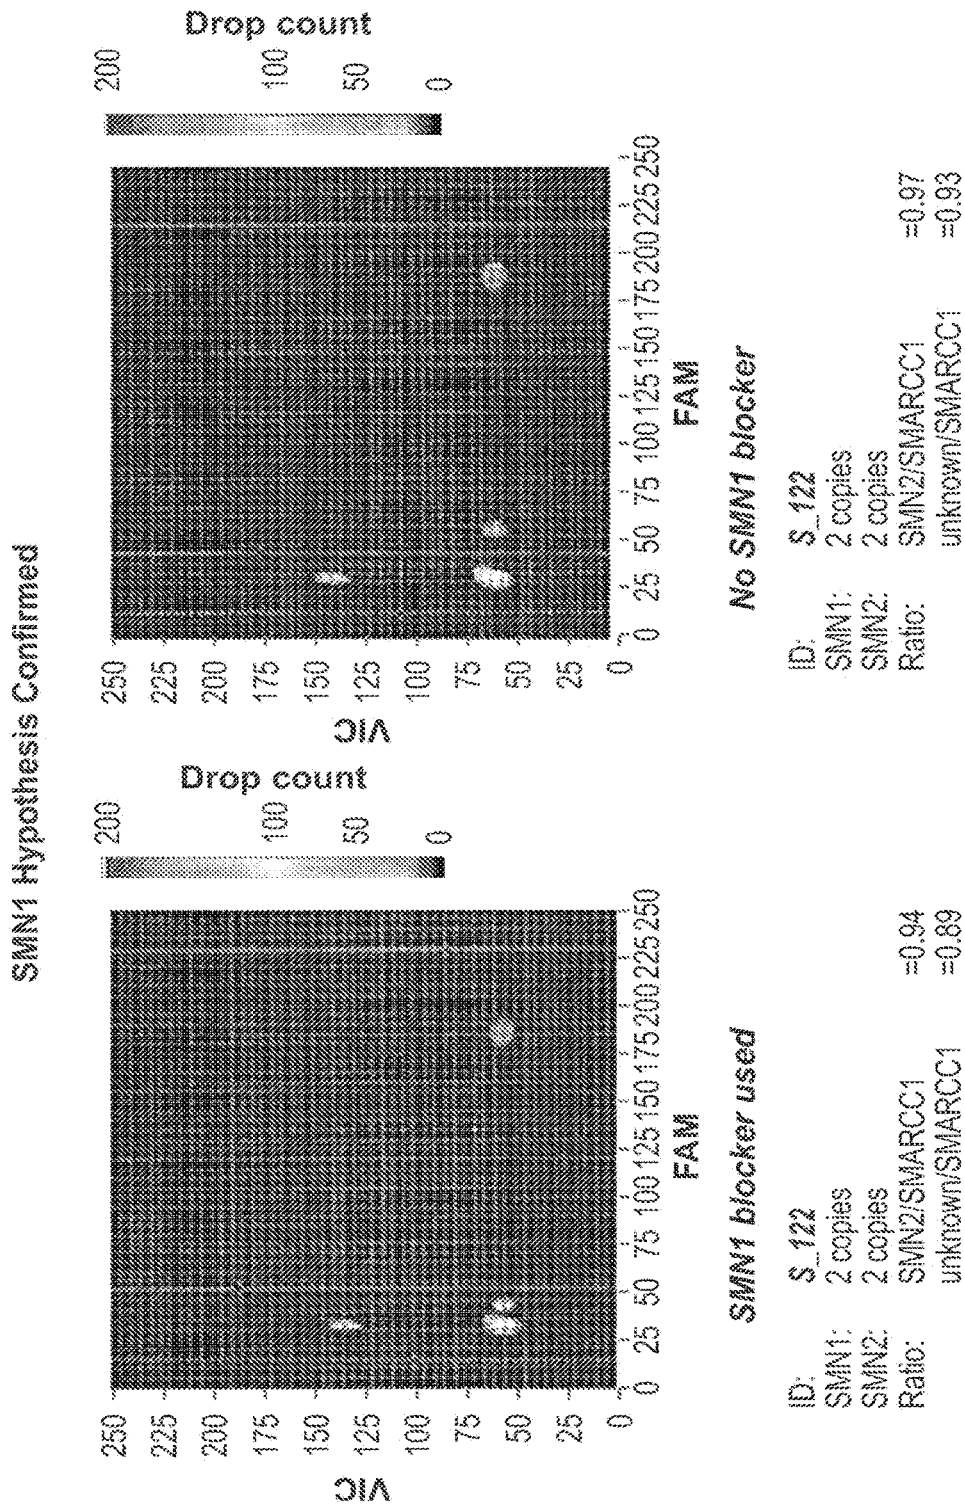 SMN1 Hypothesis Confirmed
Drop count
200
100
50
0
VIC
250
225
200
175
150
125
100
75
50
25
0
0 25 50 75 100 125 150 175 200 225 250
FAM
SMN1 blocker used
ID: S_122
SMN1: 2 copies
SMN2: 2 copies
Ratio: SMN2/SMARCC1 =0.94
unknown/SMARCC1 =0.89
Drop count
200
100
50
0
VIC
250
225
200
175
150
125
100
75
50
25
0
0 25 50 75 100 125 150 175 200 225 250
FAM
No SMN1 blocker
ID: S_122
SMN1: 2 copies
SMN2: 2 copies
Ratio: SMN2/SMARCC1 =0.97
unknown/SMARCC1 =0.93